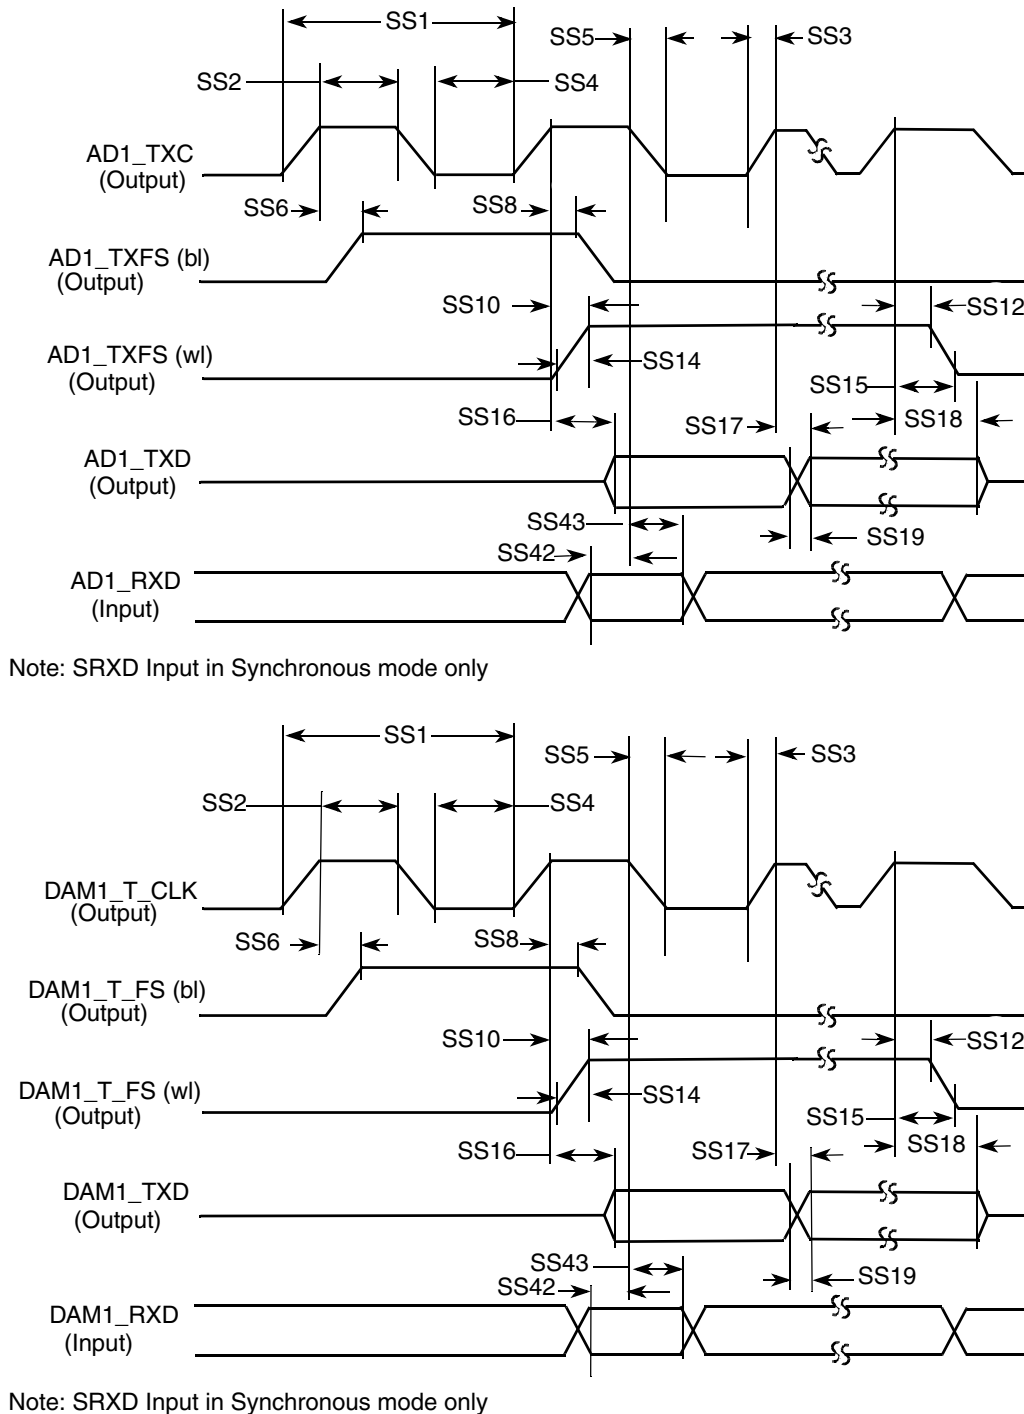 SS1
SS5
SS3
SS2
SS4
AD1_TXC
(Output)
SS6
SS8
AD1_TXFS (bl)
(Output)
SS10
SS12
AD1_TXFS (wl)
(Output)
SS14
SS15
SS16
SS17
SS18
AD1_TXD
(Output)
SS43
SS19
SS42
AD1_RXD
(Input)
Note: SRXD Input in Synchronous mode only
SS1
SS5
SS3
SS2
SS4
DAM1_T_CLK
(Output)
SS6
SS8
DAM1_T_FS (bl)
(Output)
SS10
SS12
DAM1_T_FS (wl)
(Output)
SS14
SS15
SS16
SS17
SS18
DAM1_TXD
(Output)
SS43
SS19
SS42
DAM1_RXD
(Input)
Note: SRXD Input in Synchronous mode only